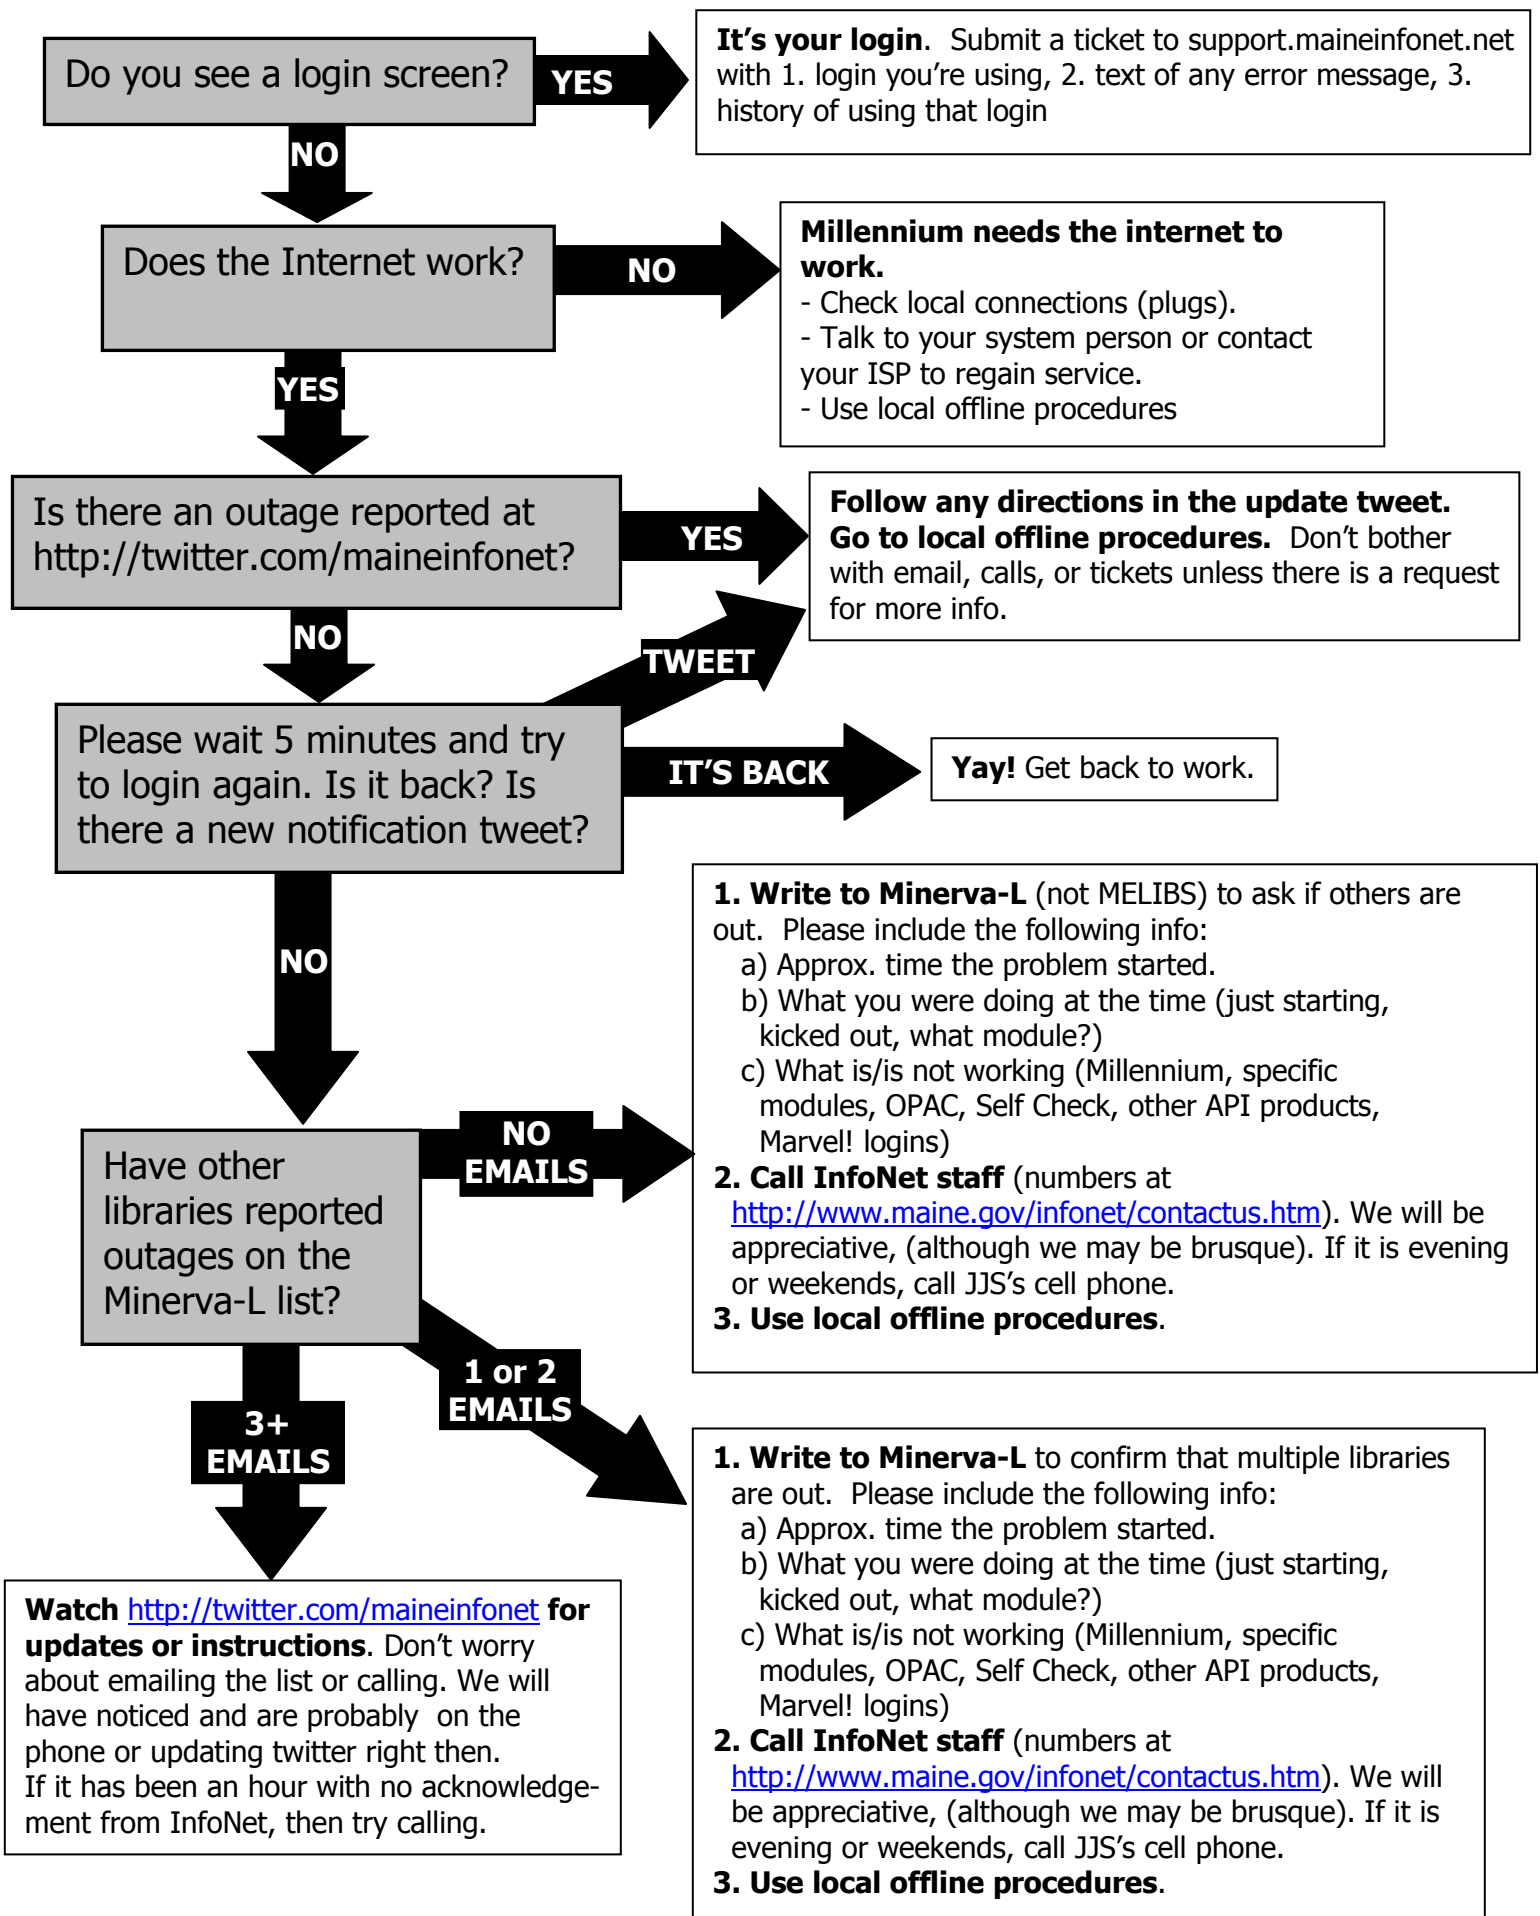 Do you see a login screen?
YES
It's your login.  Submit a ticket to support.maineinfonet.net
with 1. login you're using, 2. text of any error message, 3.
history of using that login
NO
Does the Internet work?
NO
Millennium needs the internet to
work.
- Check local connections (plugs).
- Talk to your system person or contact
your ISP to regain service.
- Use local offline procedures
YES
Is there an outage reported at
http://twitter.com/maineinfonet?
YES
Follow any directions in the update tweet.
Go to local offline procedures.  Don't bother
with email, calls, or tickets unless there is a request
for more info.
NO
TWEET
Please wait 5 minutes and try
to login again. Is it back? Is
there a new notification tweet?
IT'S BACK
Yay! Get back to work.
NO
1. Write to Minerva-L (not MELIBS) to ask if others are
out.  Please include the following info:
a) Approx. time the problem started.
b) What you were doing at the time (just starting,
kicked out, what module?)
c) What is/is not working (Millennium, specific
modules, OPAC, Self Check, other API products,
Marvel! logins)
2. Call InfoNet staff (numbers at
http://www.maine.gov/infonet/contactus.htm). We will be
appreciative, (although we may be brusque). If it is evening
or weekends, call JJS's cell phone.
3. Use local offline procedures.
Have other
libraries reported
outages on the
Minerva-L list?
NO
EMAILS
1 or 2
EMAILS
3+
EMAILS
1. Write to Minerva-L to confirm that multiple libraries
are out.  Please include the following info:
a) Approx. time the problem started.
b) What you were doing at the time (just starting,
kicked out, what module?)
c) What is/is not working (Millennium, specific
modules, OPAC, Self Check, other API products,
Marvel! logins)
2. Call InfoNet staff (numbers at
http://www.maine.gov/infonet/contactus.htm). We will
be appreciative, (although we may be brusque). If it is
evening or weekends, call JJS's cell phone.
3. Use local offline procedures.
Watch http://twitter.com/maineinfonet for
updates or instructions. Don't worry
about emailing the list or calling. We will
have noticed and are probably  on the
phone or updating twitter right then.
If it has been an hour with no acknowledge-
ment from InfoNet, then try calling.